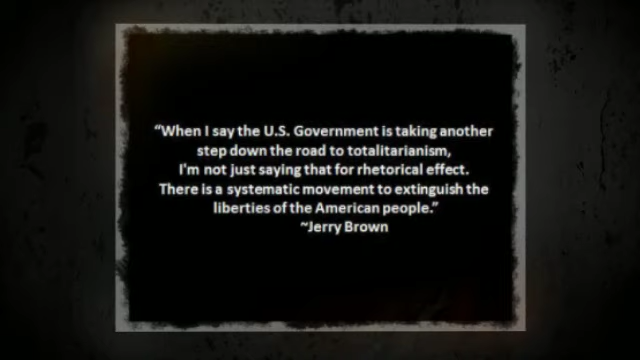 “When I say the U.S. Government is taking another
step down the road to totalitarianism,
I'm not just saying that for rhetorical effect.
There is a systematic movement to extinguish the
liberties of the American people.”
~Jerry Brown